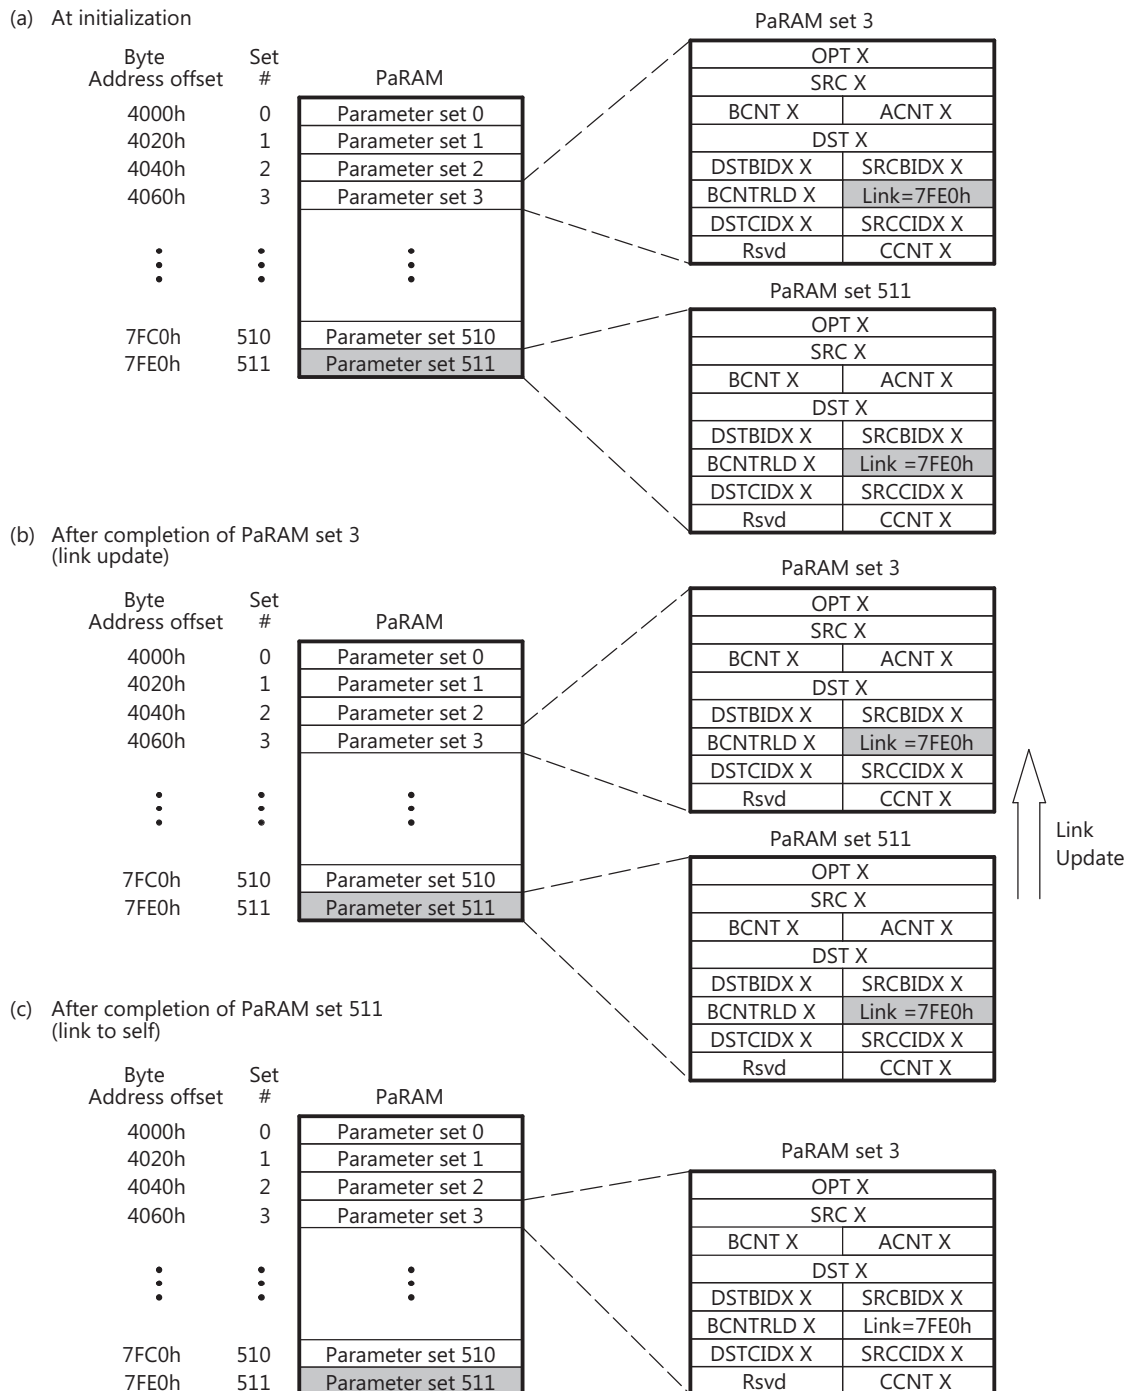 (a) At initialization
Byte Address offset Set # PaRAM
4000h 0 Parameter set 0
4020h 1 Parameter set 1
4040h 2 Parameter set 2
4060h 3 Parameter set 3
7FC0h 510 Parameter set 510
7FE0h 511 Parameter set 511
PaRAM set 3
OPT X
SRC X
BCNT X ACNT X
DST X
DSTBIDX X SRCBIDX X
BCNTRLD X Link=7FE0h
DSTCIDX X SRCCIDX X
Rsvd CCNT X
PaRAM set 511
OPT X
SRC X
BCNT X ACNT X
DST X
DSTBIDX X SRCBIDX X
BCNTRLD X Link =7FE0h
DSTCIDX X SRCCIDX X
Rsvd CCNT X
(b) After completion of PaRAM set 3
(link update)
Byte Address offset Set # PaRAM
4000h 0 Parameter set 0
4020h 1 Parameter set 1
4040h 2 Parameter set 2
4060h 3 Parameter set 3
7FC0h 510 Parameter set 510
7FE0h 511 Parameter set 511
PaRAM set 3
OPT X
SRC X
BCNT X ACNT X
DST X
DSTBIDX X SRCBIDX X
BCNTRLD X Link =7FE0h
DSTCIDX X SRCCIDX X
Rsvd CCNT X
Link
Update
PaRAM set 511
OPT X
SRC X
BCNT X ACNT X
DST X
DSTBIDX X SRCBIDX X
BCNTRLD X Link =7FE0h
DSTCIDX X SRCCIDX X
Rsvd CCNT X
(c) After completion of PaRAM set 511
(link to self)
Byte Address offset Set # PaRAM
4000h 0 Parameter set 0
4020h 1 Parameter set 1
4040h 2 Parameter set 2
4060h 3 Parameter set 3
7FC0h 510 Parameter set 510
7FE0h 511 Parameter set 511
PaRAM set 3
OPT X
SRC X
BCNT X ACNT X
DST X
DSTBIDX X SRCBIDX X
BCNTRLD X Link=7FE0h
DSTCIDX X SRCCIDX X
Rsvd CCNT X